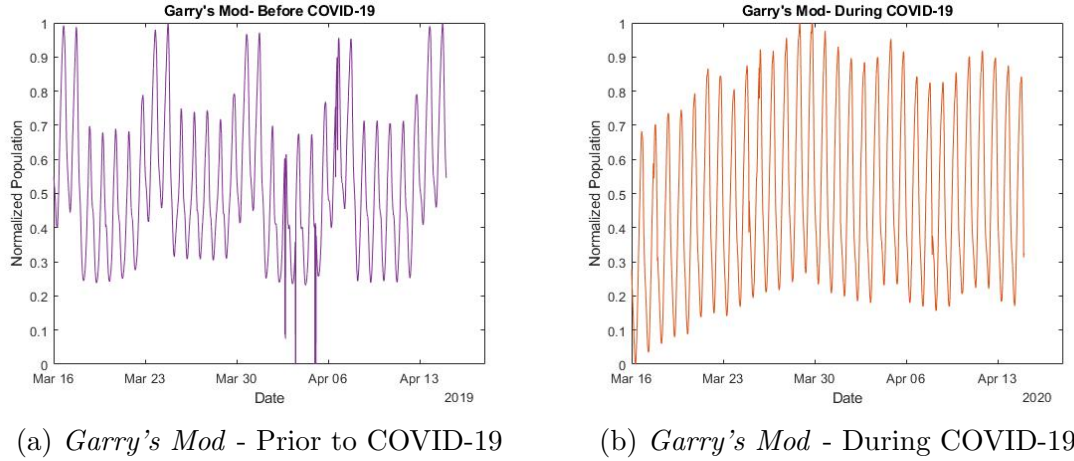 Garry's Mod- Before COVID-19
Normalized Population
1
0.9
0.8
0.7
0.6
0.5
0.4
0.3
0.2
0.1
0
Mar 16 Mar 23 Mar 30 Apr 06 Apr 13
Date
2019
(a) Garry's Mod - Prior to COVID-19
Garry's Mod- During COVID-19
Normalized Population
1
0.9
0.8
0.7
0.6
0.5
0.4
0.3
0.2
0.1
0
Mar 16 Mar 23 Mar 30 Apr 06 Apr 13
Date
2020
(b) Garry's Mod - During COVID-19